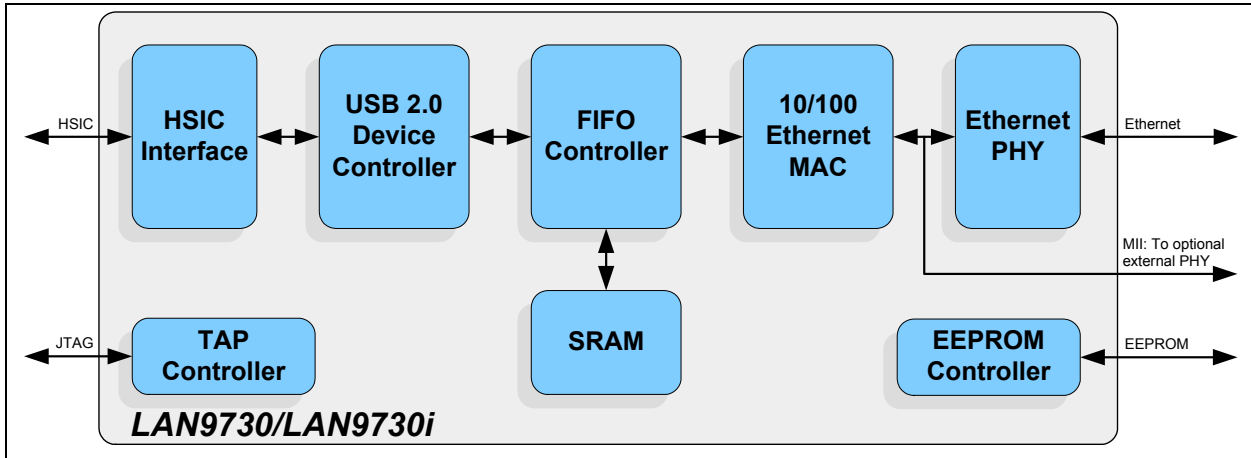 HSIC
HSIC
Interface
USB 2.0
Device
Controller
FIFO
Controller
10/100
Ethernet
MAC
Ethernet
PHY
Ethernet
MII: To optional
external PHY
SRAM
JTAG
TAP
Controller
EEPROM
Controller
EEPROM
LAN9730/LAN9730i